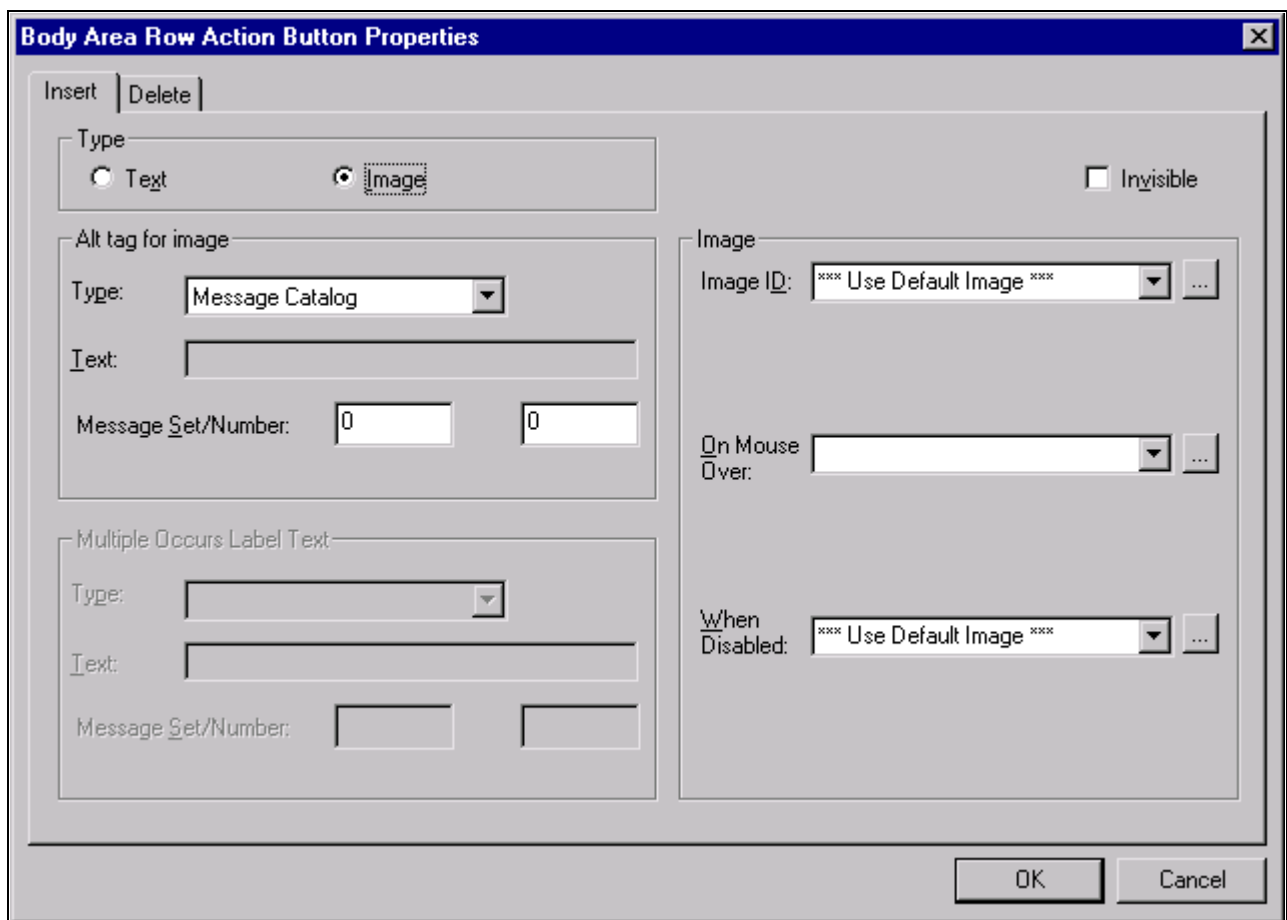 Body Area Row Action Button Properties
Insert Delete
Type
Text Image Invisible
Alt tag for image
Type: Message Catalog
Text:
Message Set/Number: 0 0
Multiple Occurs Label Text
Type:
Text:
Message Set/Number:
Image
Image ID: *** Use Default Image *** ...
On Mouse
Over: ...
When
Disabled: *** Use Default Image *** ...
OK Cancel